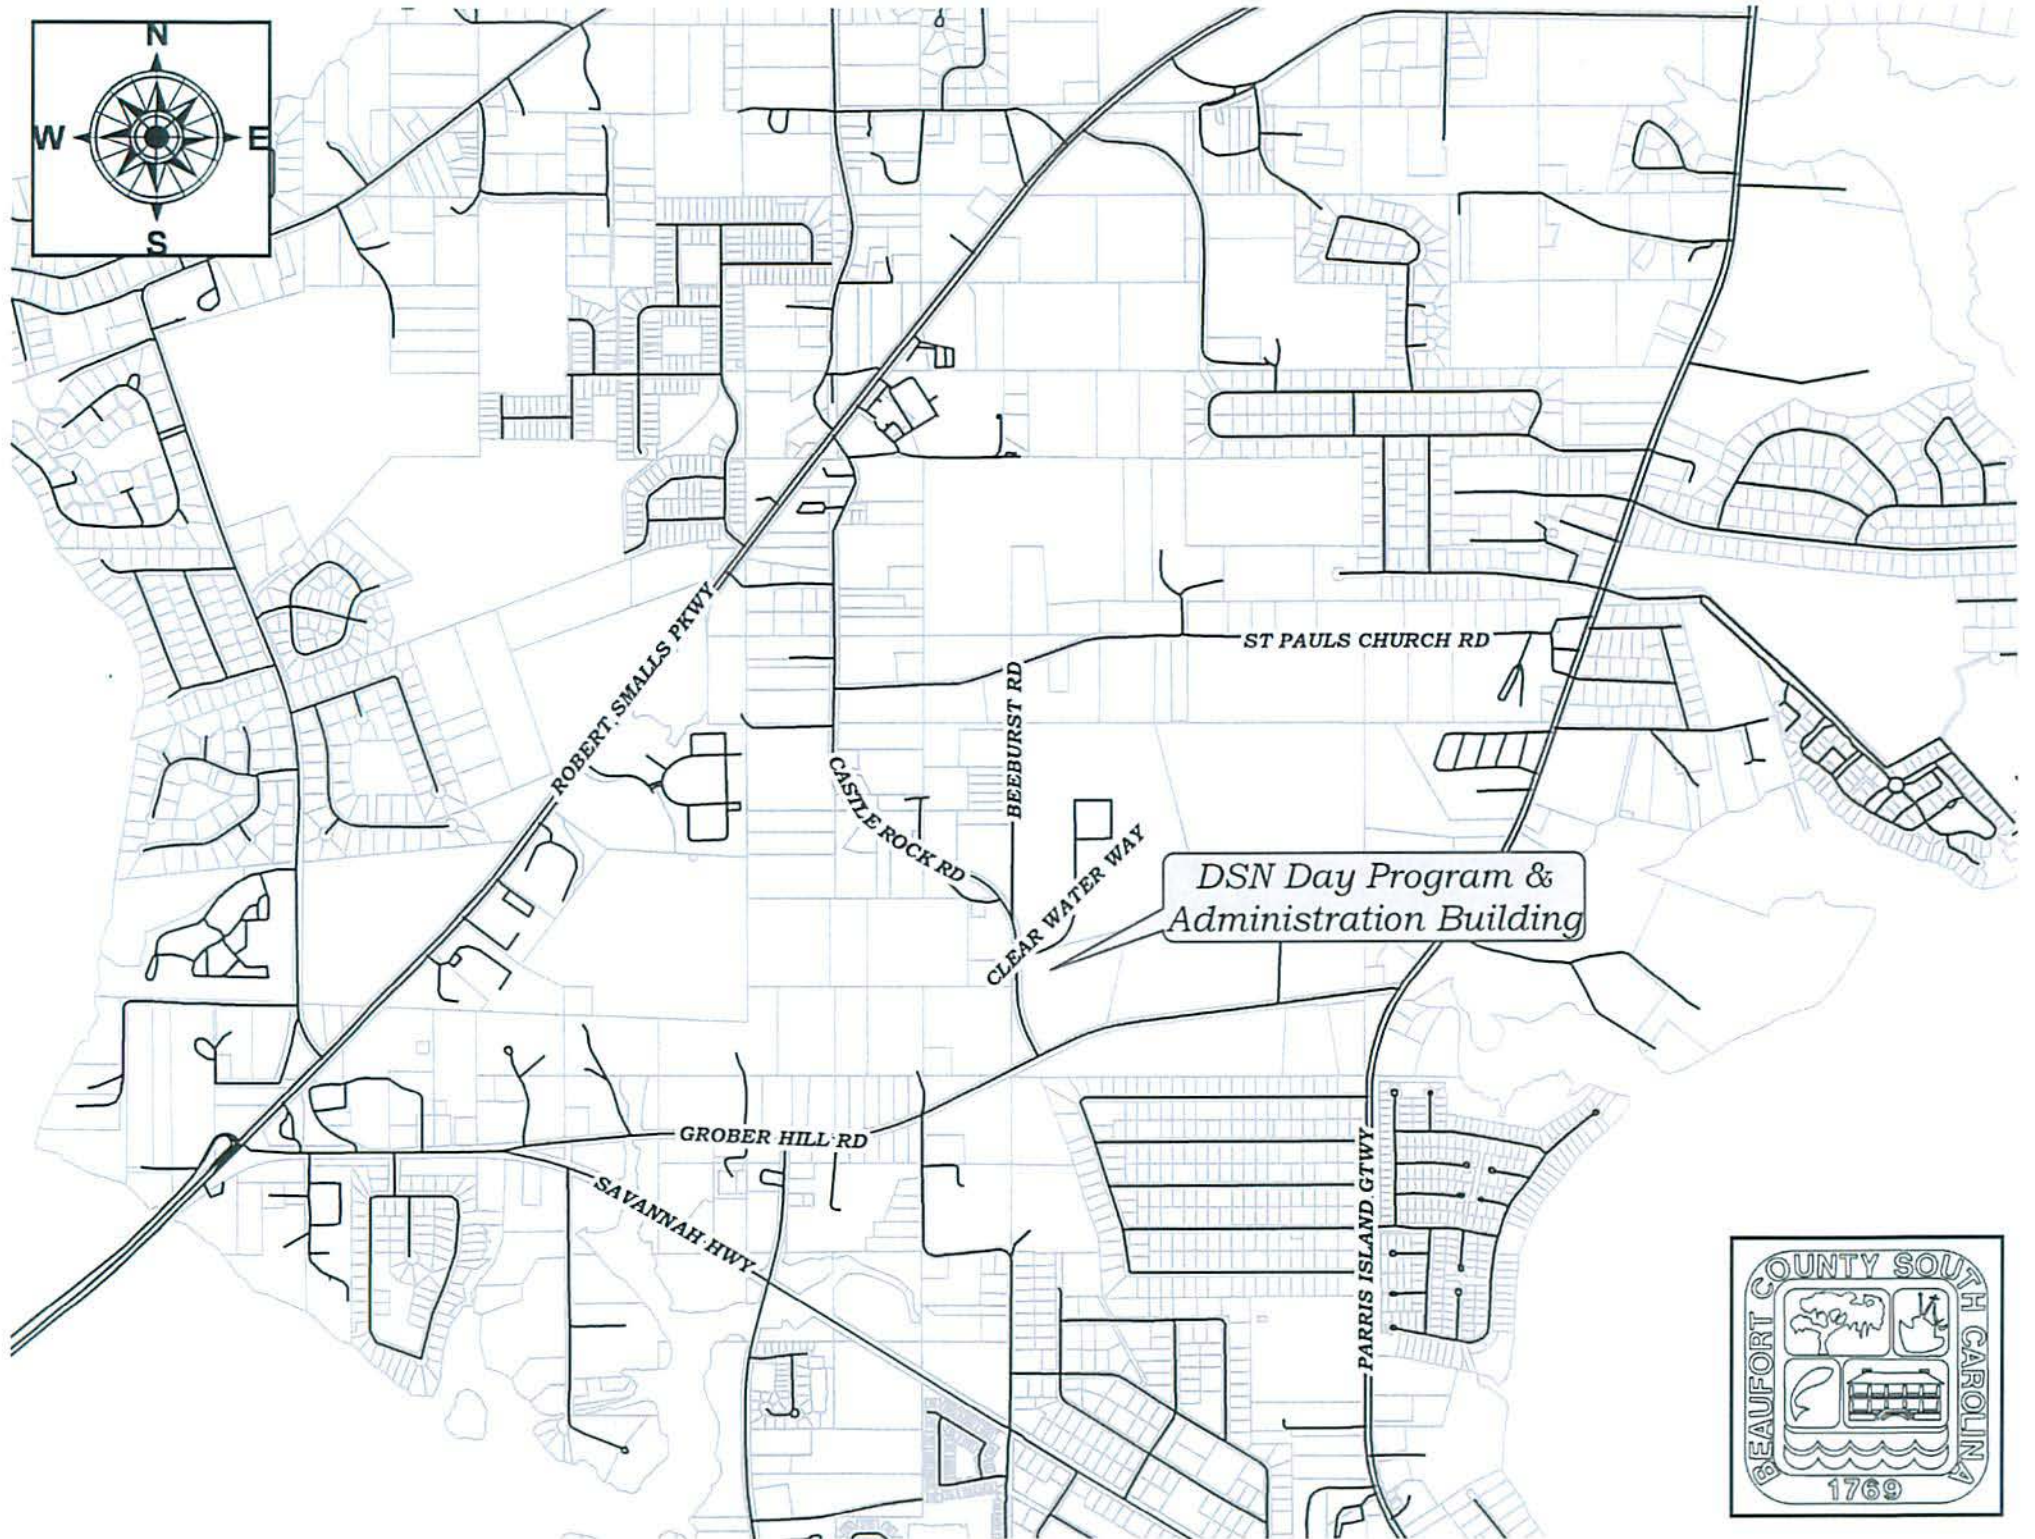 N
W
E
S
ROBERT SMALLS PKWY
ST PAULS CHURCH RD
BEEBURST RD
CASTLE ROCK RD
CLEAR WATER WAY
DSN Day Program &
Administration Building
GROBER HILL RD
SAVANNAH HWY
PARRIS ISLAND GTWY
BEAUFORT COUNTY SOUTH CAROLINA
1769